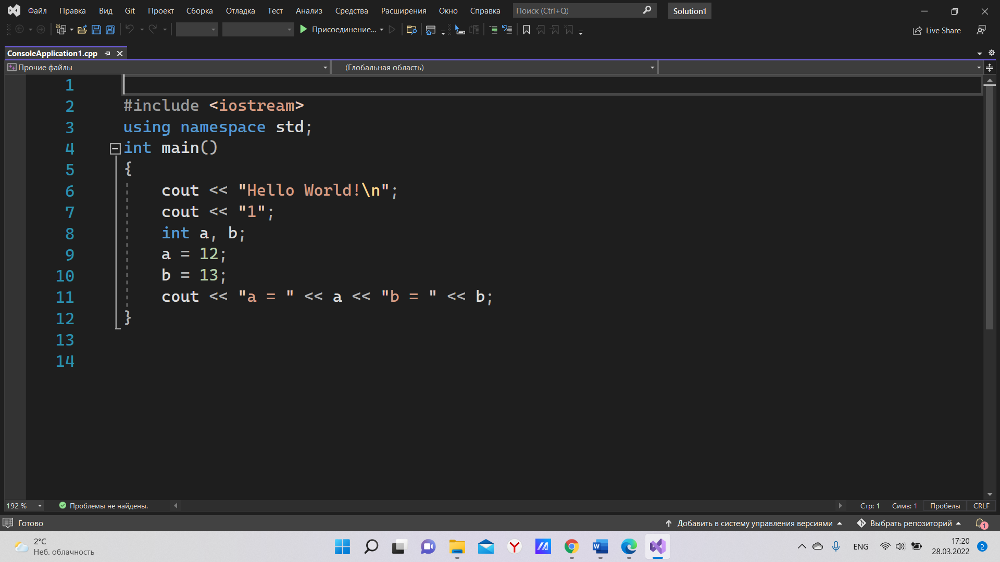 Файл Правка Вид Git Проект Сборка Отладка Тест Анализ Средства Расширения Окно Справка Поиск (Ctrl+Q) Solution1
Присоединение... Live Share
ConsoleApplication1.cpp
Прочие файлы (Глобальная область)
1
2 #include <iostream>
3 using namespace std;
4 int main()
5 {
6 cout << "Hello World!\n";
7 cout << "1";
8 int a, b;
9 a = 12;
10 b = 13;
11 cout << "a = " << a << "b = " << b;
12 }
13
14
192 % Проблемы не найдены. Стр: 1 Симв: 1 Пробелы CRLF
Готово Добавить в систему управления версиями Выбрать репозиторий 1
2°C
Неб. облачность
ENG
17:20
28.03.2022
2